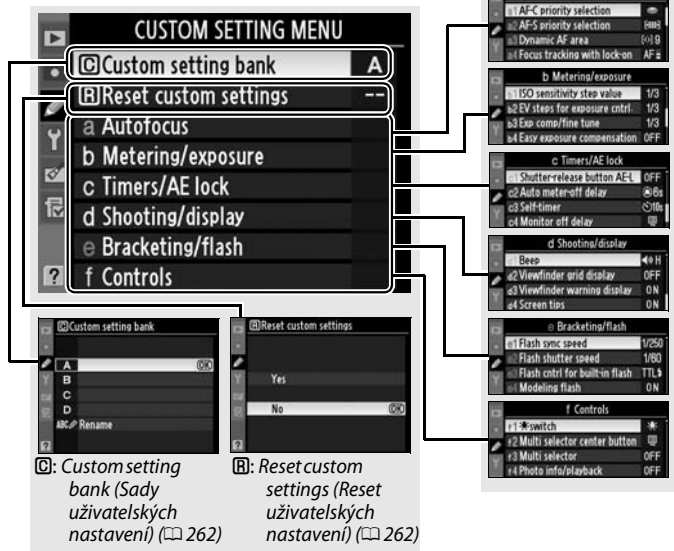 CUSTOM SETTING MENU
C Custom setting bank A
R Reset custom settings --
a Autofocus
b Metering/exposure
c Timers/AE lock
d Shooting/display
e Bracketing/flash
f Controls
a1 AF-C priority selection
a2 AF-S priority selection
a3 Dynamic AF area [ ] 9
a4 Focus tracking with lock-on AF
b Metering/exposure
b1 ISO sensitivity step value 1/3
b2 EV steps for exposure cntrl. 1/3
b3 Exp comp/fine tune 1/3
b4 Easy exposure compensation OFF
c Timers/AE lock
c1 Shutter-release button AE-L OFF
c2 Auto meter-off delay 6s
c3 Self-timer 10s
c4 Monitor off delay
d Shooting/display
d1 Beep H
d2 Viewfinder grid display OFF
d3 Viewfinder warning display ON
d4 Screen tips ON
e Bracketing/flash
e1 Flash sync speed 1/250
e2 Flash shutter speed 1/60
e3 Flash cntrl for built-in flash TTL
e4 Modeling flash ON
f Controls
f1 switch
f2 Multi selector center button
f3 Multi selector OFF
f4 Photo info/playback OFF
C Custom setting bank
A OK
B
C
D
ABC Rename
R Reset custom settings
Yes
No OK
C: Custom setting
bank (Sady
uživatelských
nastavení) (262)
R: Reset custom
settings (Reset
uživatelských
nastavení) (262)